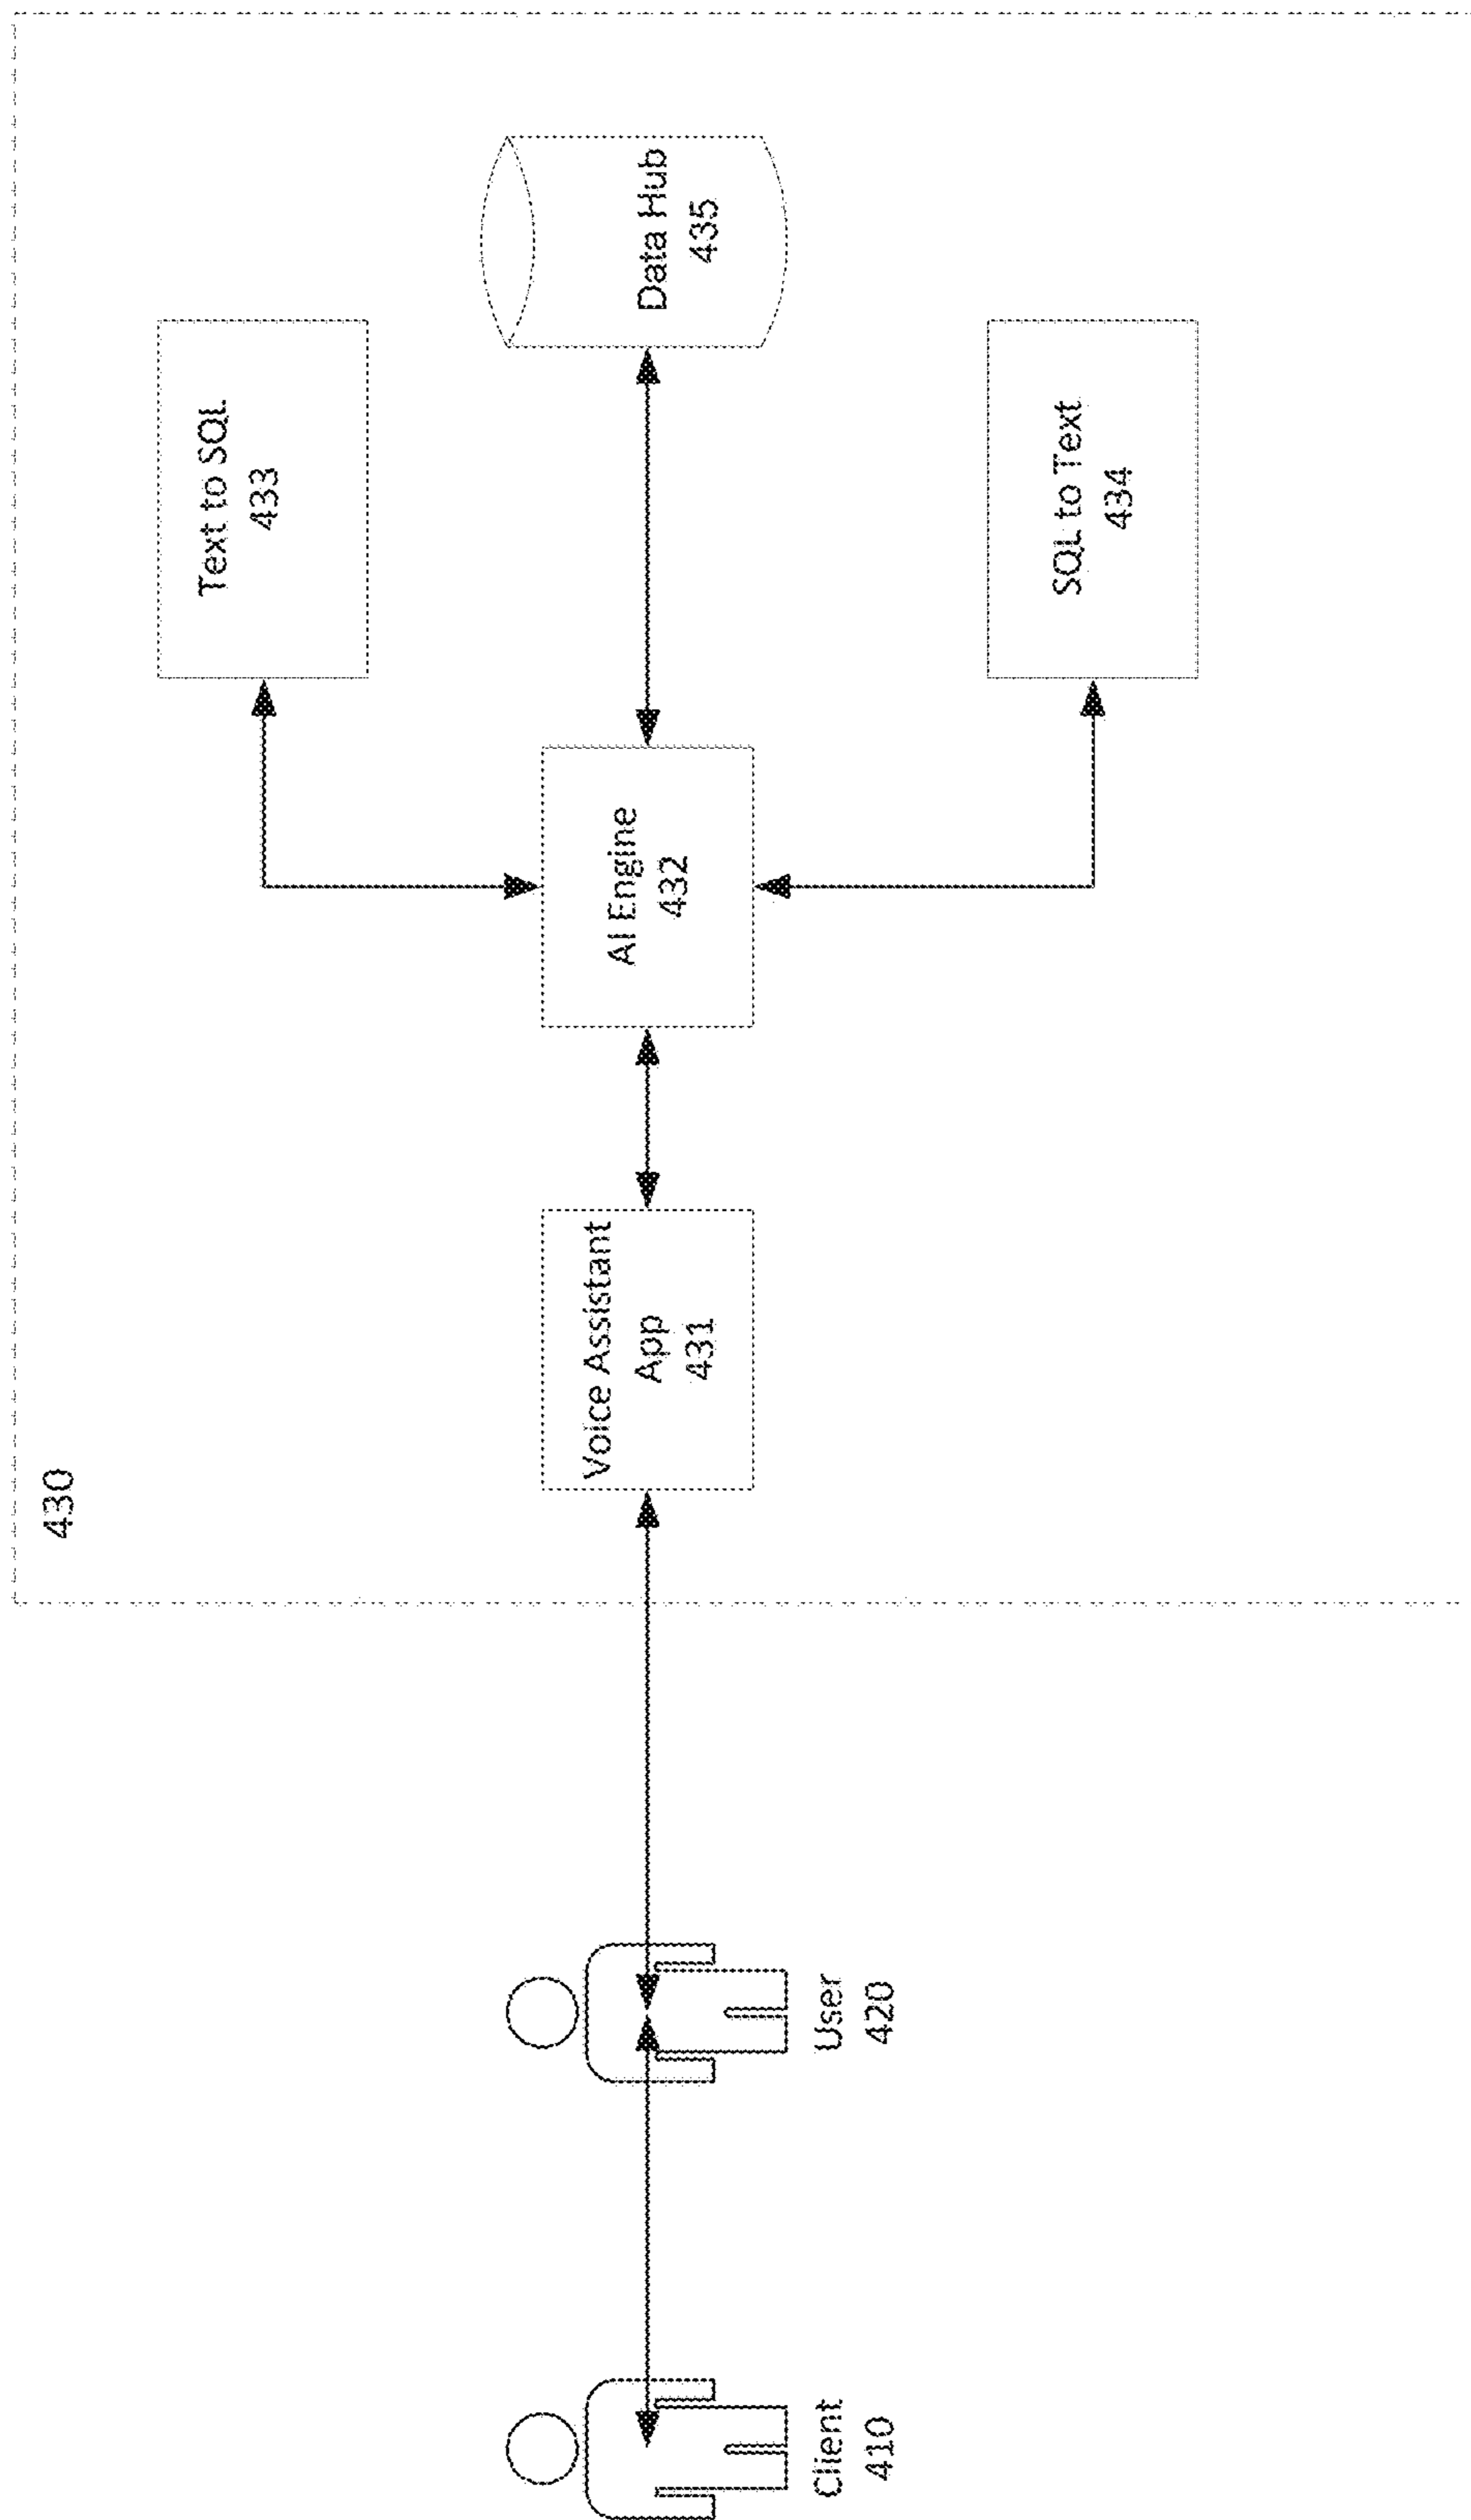 430
Text to SQL
433
Client
410
User
420
Voice Assistant
App
431
AI Engine
432
Data Hub
435
SQL to Text
434